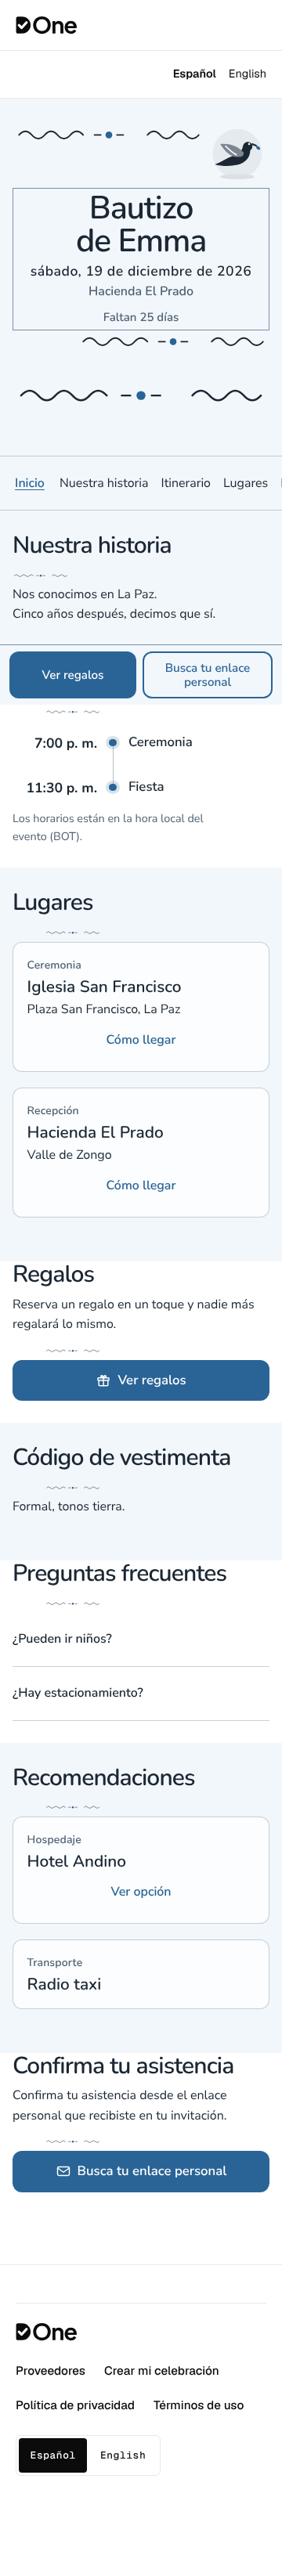 One
Español English
Bautizo
de Emma
sábado, 19 de diciembre de 2026
Hacienda El Prado
Faltan 25 días
Inicio Nuestra historia Itinerario Lugares
Nuestra historia
Nos conocimos en La Paz.
Cinco años después, decimos que sí.
Ver regalos
Busca tu enlace
personal
7:00 p. m. Ceremonia
11:30 p. m. Fiesta
Los horarios están en la hora local del
evento (BOT).
Lugares
Ceremonia
Iglesia San Francisco
Plaza San Francisco, La Paz
Cómo llegar
Recepción
Hacienda El Prado
Valle de Zongo
Cómo llegar
Regalos
Reserva un regalo en un toque y nadie más
regalará lo mismo.
Ver regalos
Código de vestimenta
Formal, tonos tierra.
Preguntas frecuentes
¿Pueden ir niños?
¿Hay estacionamiento?
Recomendaciones
Hospedaje
Hotel Andino
Ver opción
Transporte
Radio taxi
Confirma tu asistencia
Confirma tu asistencia desde el enlace
personal que recibiste en tu invitación.
Busca tu enlace personal
One
Proveedores Crear mi celebración
Política de privacidad Términos de uso
Español English